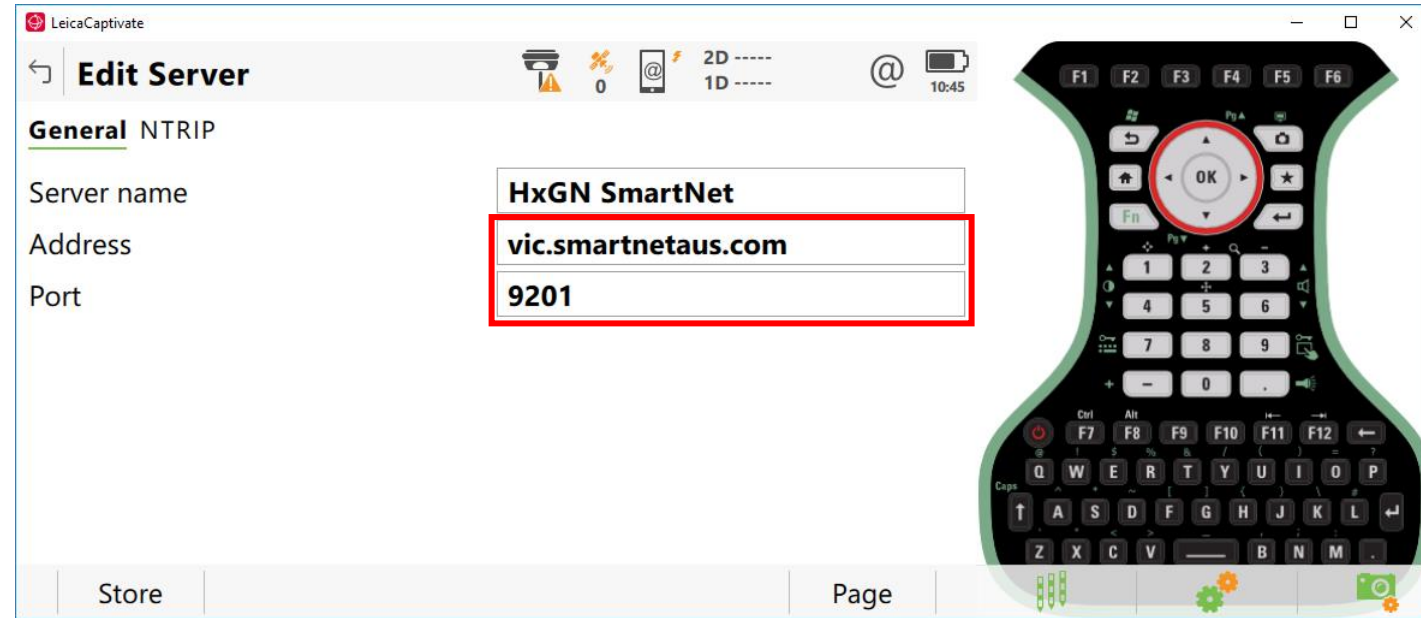 LeicaCaptivate
Edit Server
0
@
2D -----
1D -----
@
10:45
General NTRIP
Server name
HxGN SmartNet
Address
vic.smartnetaus.com
Port
9201
Store
Page
F1 F2 F3 F4 F5 F6
Pg
OK
Fn
Pg
+ -
1 2 3
4 5 6
7 8 9
+ - 0 .
Ctrl Alt
F7 F8 F9 F10 F11 F12
@ ! $ % & / ( ) = ?
Q W E R T Y U I O P
Caps
^ * ~ [ ] { } \ #
A S D F G H J K L
< > _ , ; :
Z X C V B N M .